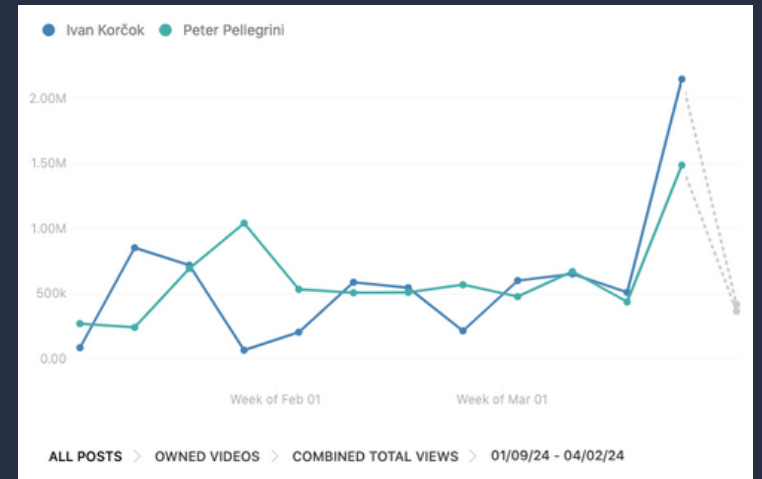 Ivan Korčok Peter Pellegrini
2.00M
1.50M
1.00M
500k
0.00
Week of Feb 01 Week of Mar 01
ALL POSTS > OWNED VIDEOS > COMBINED TOTAL VIEWS > 01/09/24 - 04/02/24